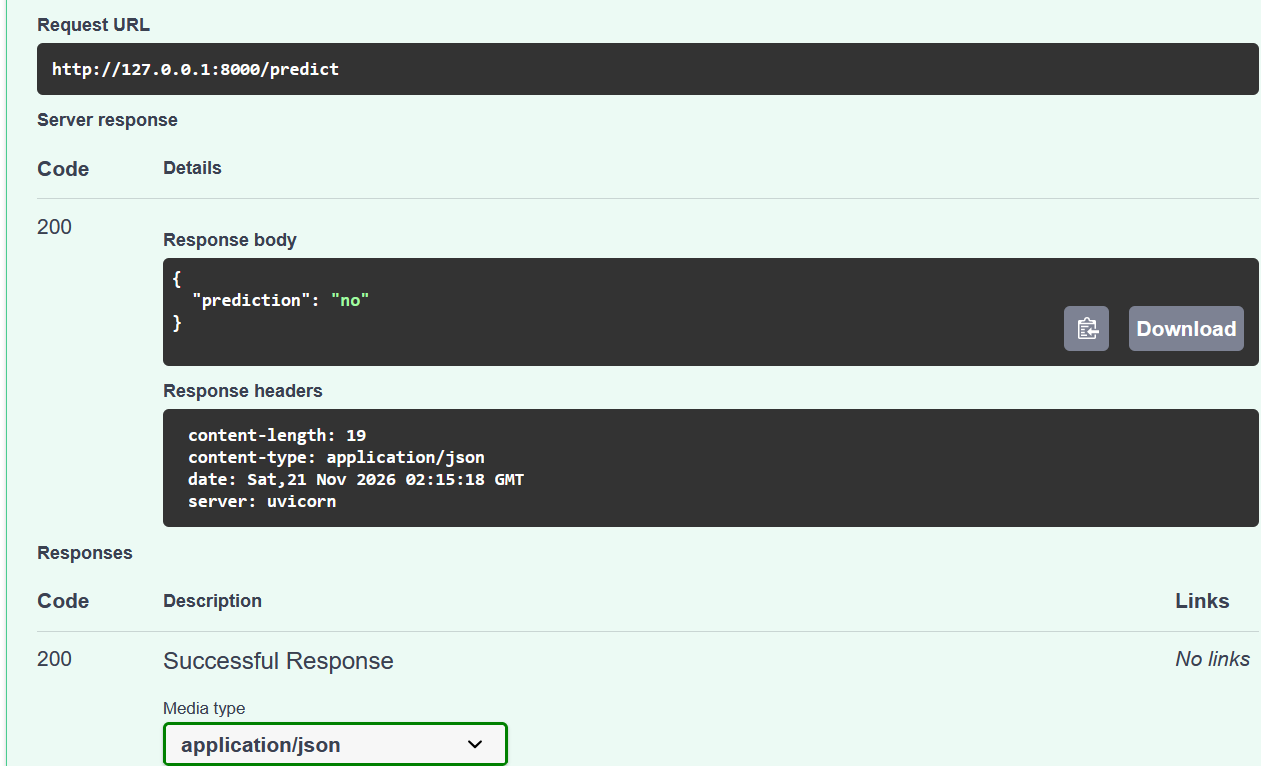 Request URL
http://127.0.0.1:8000/predict
Server response
Code Details
200
Response body
{
"prediction": "no"
}
Download
Response headers
content-length: 19
content-type: application/json
date: Sat,21 Nov 2026 02:15:18 GMT
server: uvicorn
Responses
Code Description Links
200 Successful Response No links
Media type
application/json